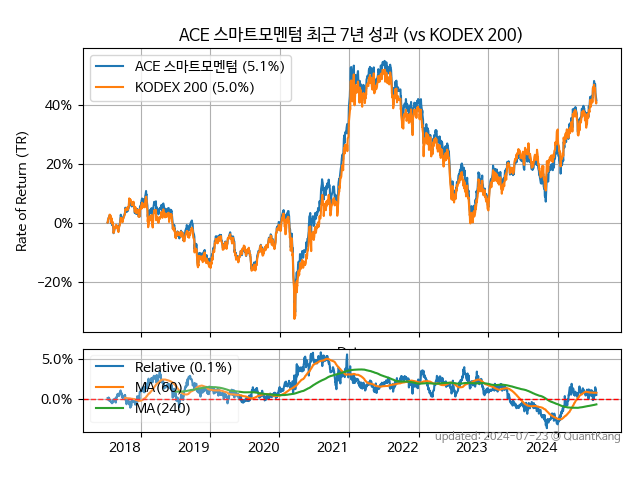 ACE 스마트모멘텀 최근 7년 성과 (vs KODEX 200)
ACE 스마트모멘텀 (5.1%)
KODEX 200 (5.0%)
Rate of Return (TR)
40%
20%
0%
−20%
5.0%
0.0%
Relative (0.1%)
MA(60)
MA(240)
2018 2019 2020 2021 2022 2023 2024
updated: 2024-07-23 © QuantKang